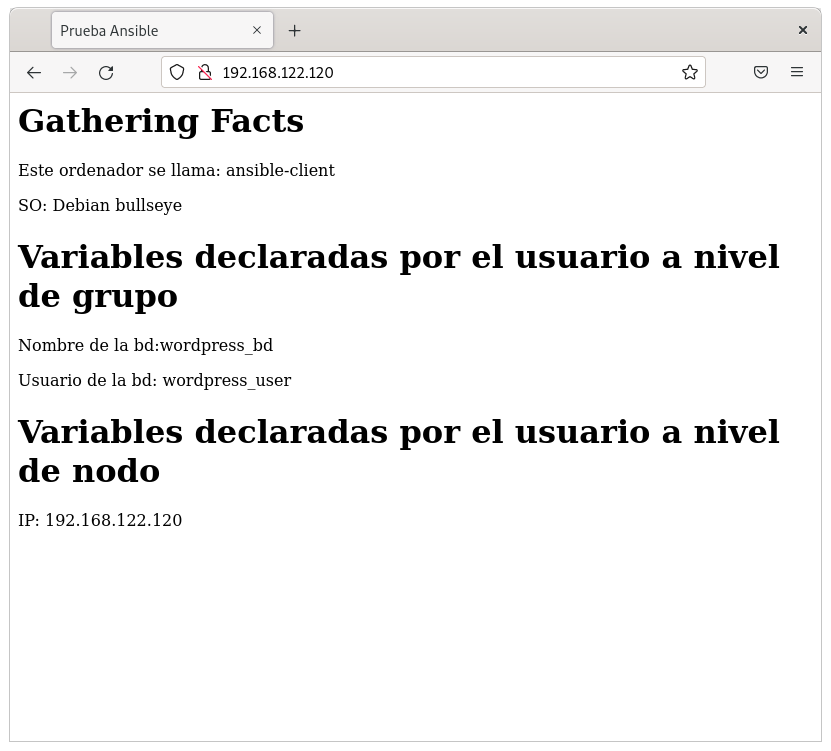 Prueba Ansible
192.168.122.120
Gathering Facts
Este ordenador se llama: ansible-client
SO: Debian bullseye
Variables declaradas por el usuario a nivel
de grupo
Nombre de la bd:wordpress_bd
Usuario de la bd: wordpress_user
Variables declaradas por el usuario a nivel
de nodo
IP: 192.168.122.120